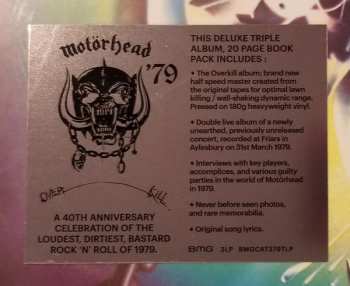 Motörhead
'79
OVER KiLL
A 40TH ANNIVERSARY
CELEBRATION OF THE
LOUDEST, DIRTIEST, BASTARD
ROCK 'N' ROLL OF 1979.
THIS DELUXE TRIPLE
ALBUM, 20 PAGE BOOK
PACK INCLUDES :
• The Overkill album; brand new
half speed master created from
the original tapes for optimal lawn
killing / wall-shaking dynamic range.
Pressed on 180g heavyweight vinyl.
• Double live album of a newly
unearthed, previously unreleased
concert, recorded at Friars in
Aylesbury on 31st March 1979.
• Interviews with key players,
accomplices, and various guilty
parties in the world of Motörhead
in 1979.
• Never before seen photos,
and rare memorabilia.
• Original song lyrics.
BMG 3LP BMGCAT379TLP